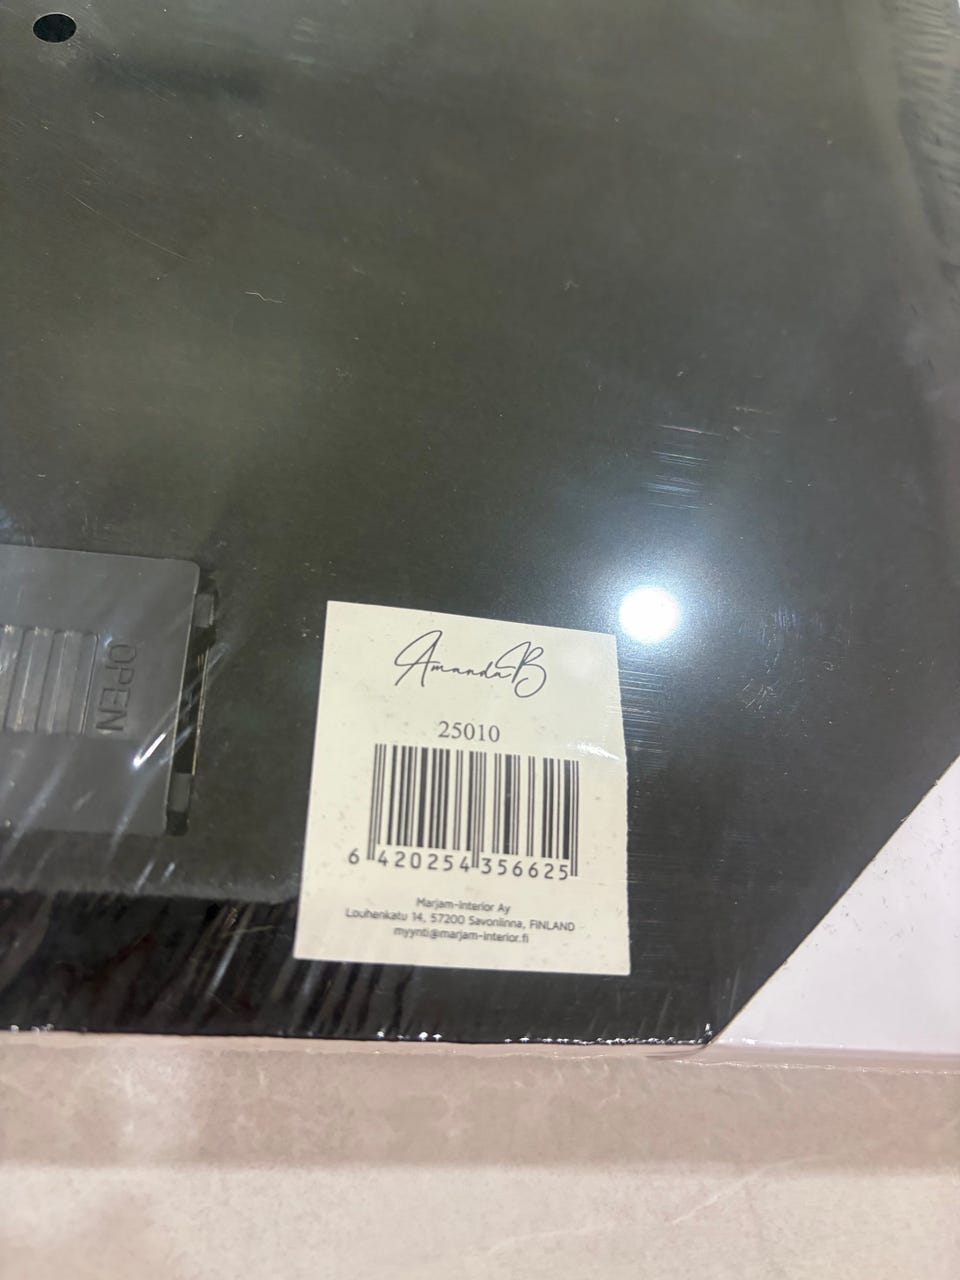 OPEN
AmandaB
25010
6 420254 356625
Marjam-Interior Ay
Louhenkatu 14, 57200 Savonlinna, FINLAND
myynti@marjam-interior.fi